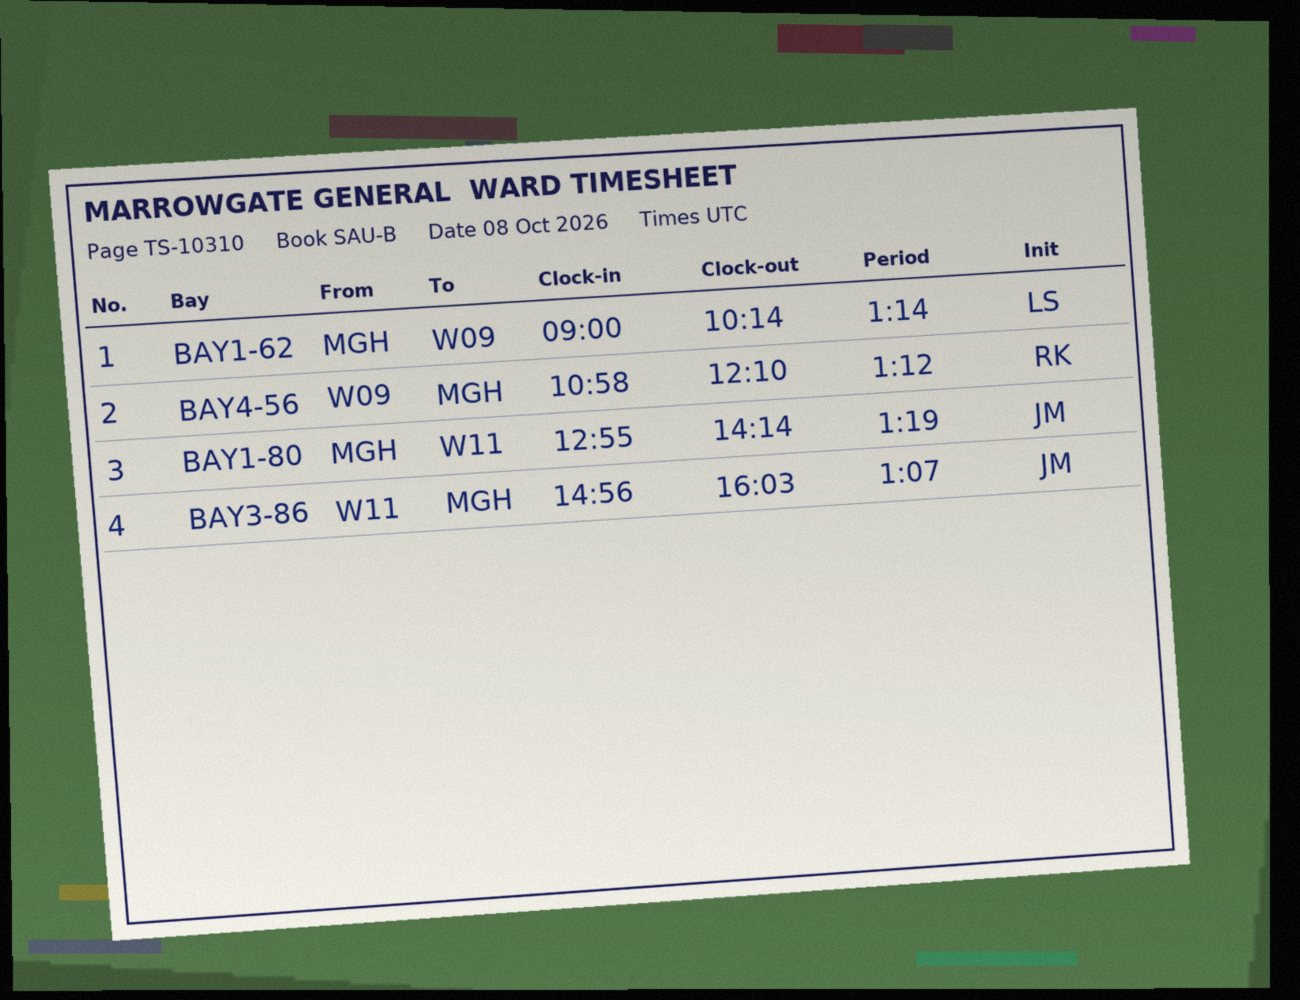 MARROWGATE GENERAL WARD TIMESHEET
Page TS-10310 Book SAU-B Date 08 Oct 2026 Times UTC
No. Bay From To Clock-in Clock-out Period Init
1 BAY1-62 MGH W09 09:00 10:14 1:14 LS
2 BAY4-56 W09 MGH 10:58 12:10 1:12 RK
3 BAY1-80 MGH W11 12:55 14:14 1:19 JM
4 BAY3-86 W11 MGH 14:56 16:03 1:07 JM